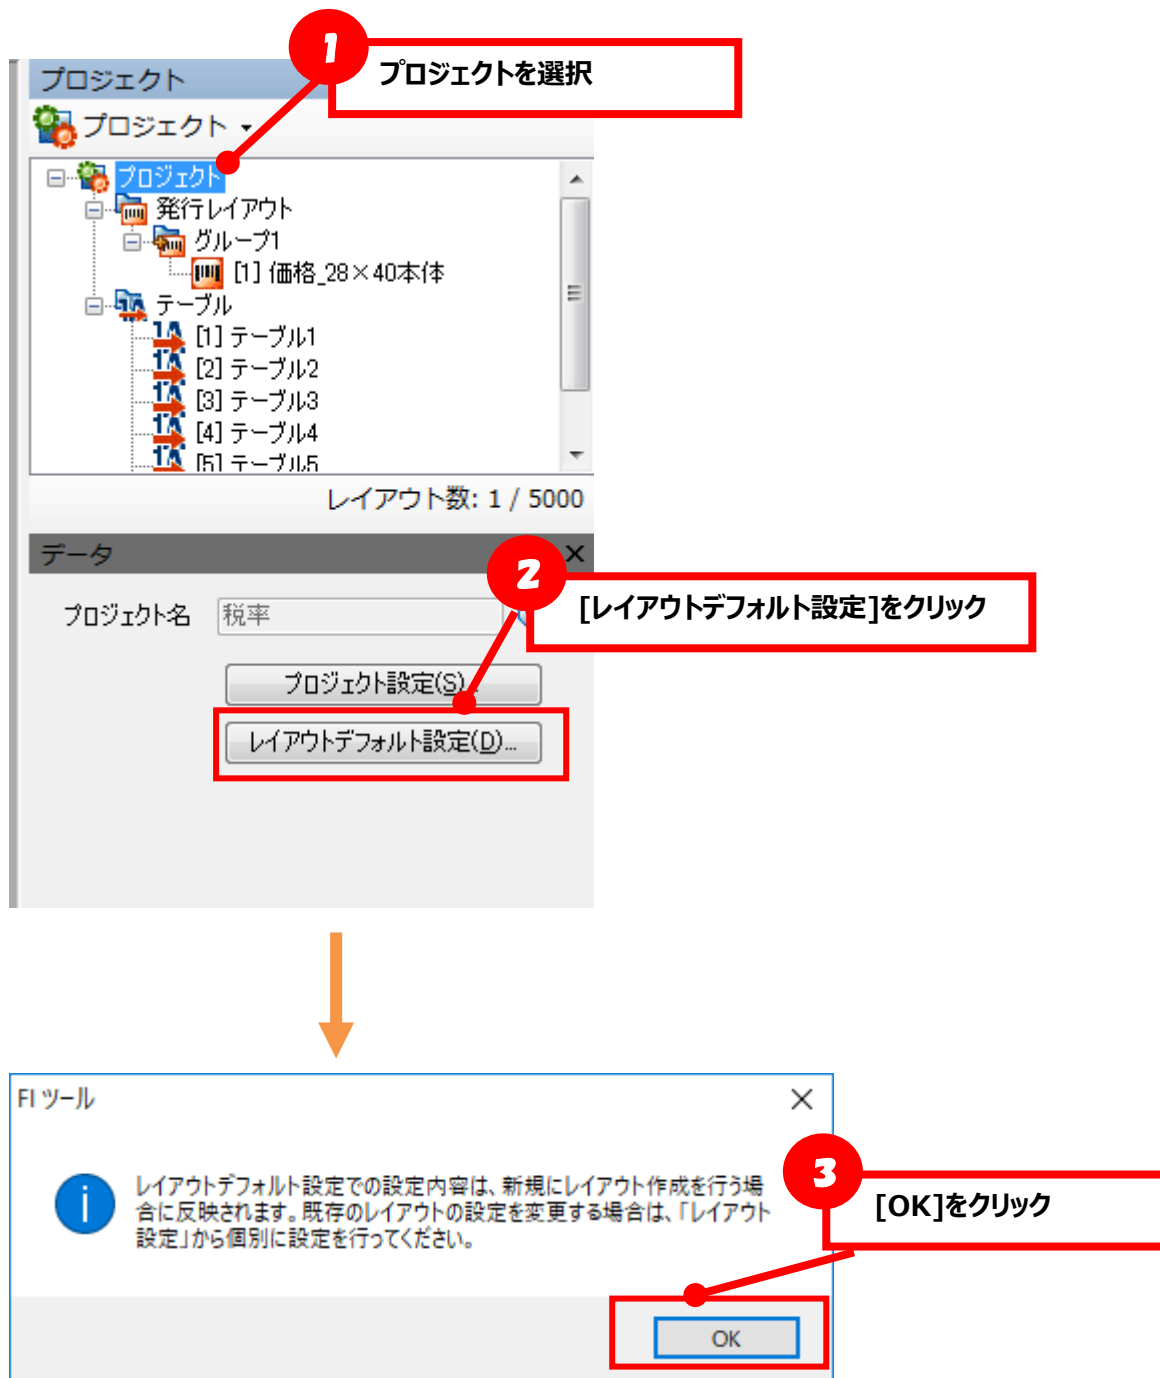 1
プロジェクトを選択
プロジェクト
プロジェクト
プロジェクト
発行レイアウト
グループ1
[1] 価格_28×40本体
テーブル
[1] テーブル1
[2] テーブル2
[3] テーブル3
[4] テーブル4
[5] テーブル5
レイアウト数: 1 / 5000
データ
2
[レイアウトデフォルト設定]をクリック
プロジェクト名 税率
プロジェクト設定(S)...
レイアウトデフォルト設定(D)...
FI ツール
3
[OK]をクリック
レイアウトデフォルト設定での設定内容は、新規にレイアウト作成を行う場
合に反映されます。既存のレイアウトの設定を変更する場合は、「レイアウト
設定」から個別に設定を行ってください。
OK